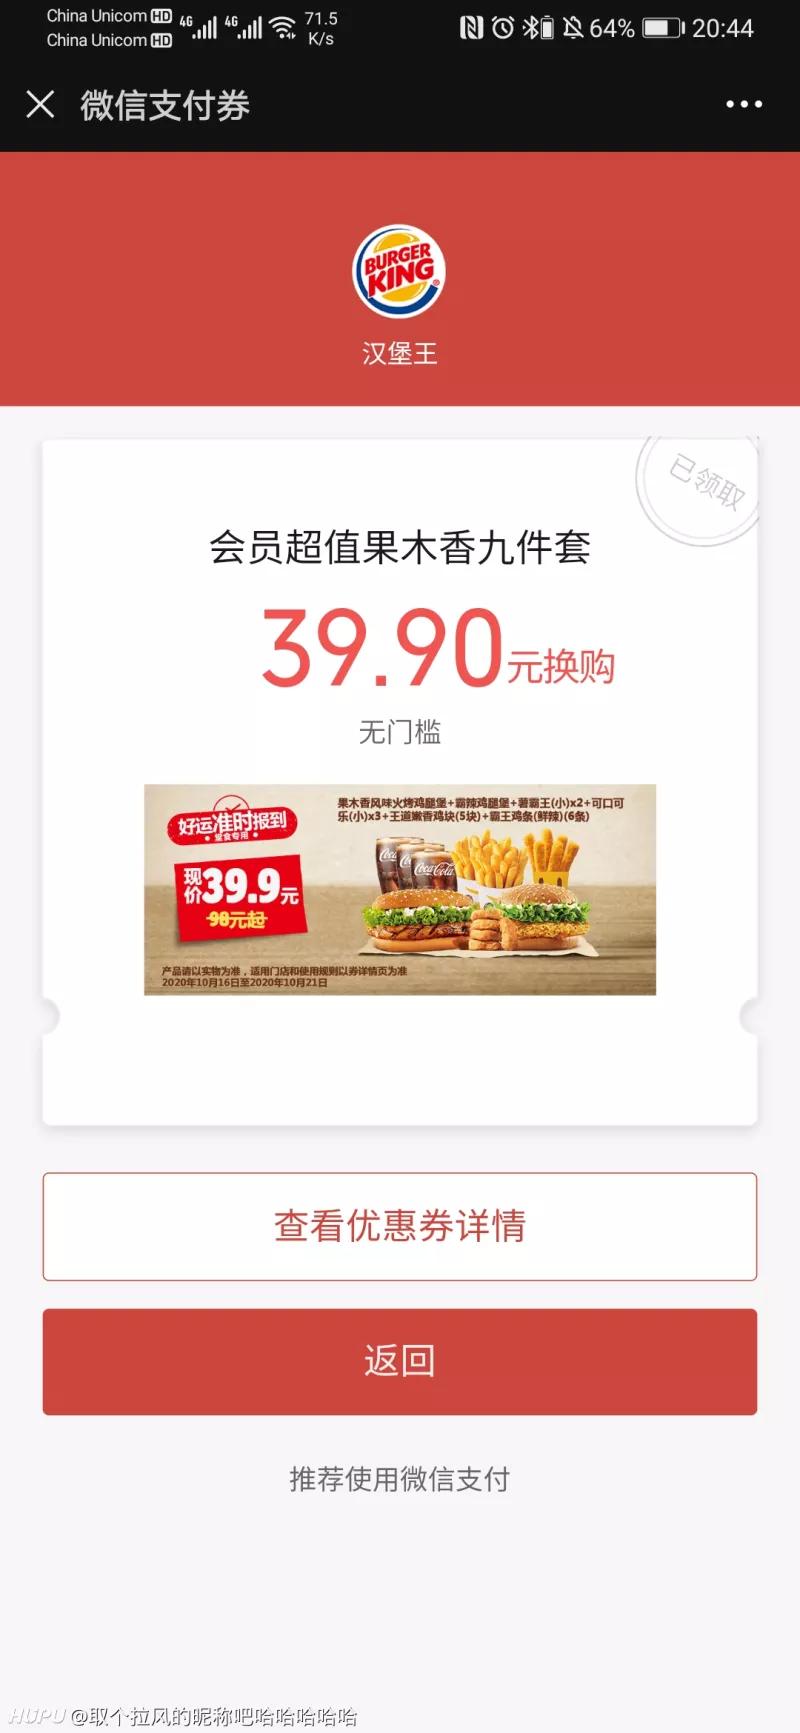 China Unicom HD
China Unicom HD
4G 4G 71.5 K/s 64% 20:44
微信支付券
BURGER
KING
汉堡王
已领取
会员超值果木香九件套
39.90元换购
无门槛
好运准时报到
堂食专用
现价39.9元
90元起
果木香风味火烤鸡腿堡+霸辣鸡腿堡+薯霸王(小)x2+可口可
乐(小)x3+王道嫩香鸡块(5块)+霸王鸡条(鲜辣)(6条)
Coca-Cola
产品请以实物为准，适用门店和使用规则以券详情页为准
2020年10月16日至2020年10月21日
查看优惠券详情
返回
推荐使用微信支付
HUPU @取个拉风的昵称吧哈哈哈哈哈